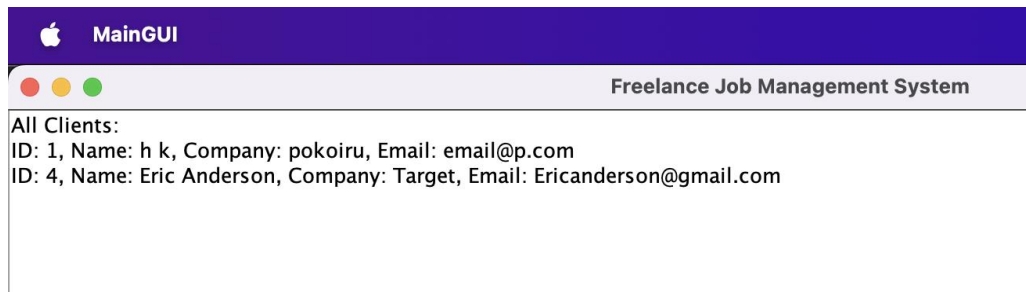 MainGUI
Freelance Job Management System
All Clients:
ID: 1, Name: h k, Company: pokoiru, Email: email@p.com
ID: 4, Name: Eric Anderson, Company: Target, Email: Ericanderson@gmail.com